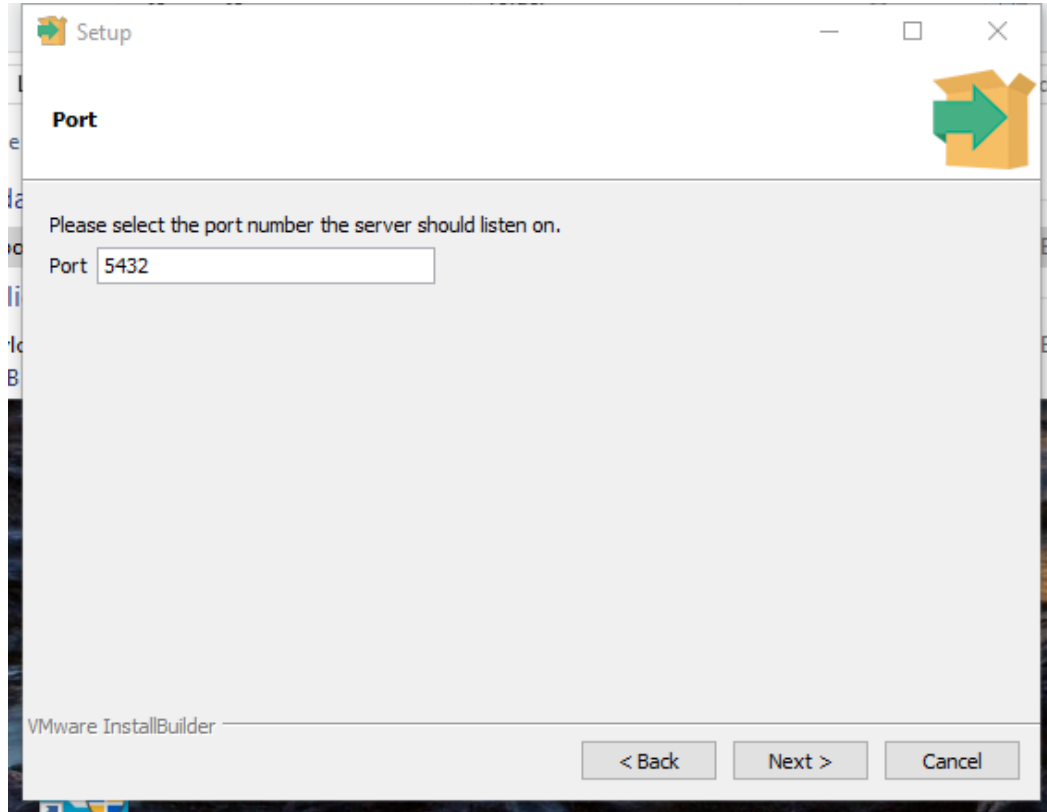 Setup
Port
Please select the port number the server should listen on.
Port 5432
VMware InstallBuilder
< Back
Next >
Cancel